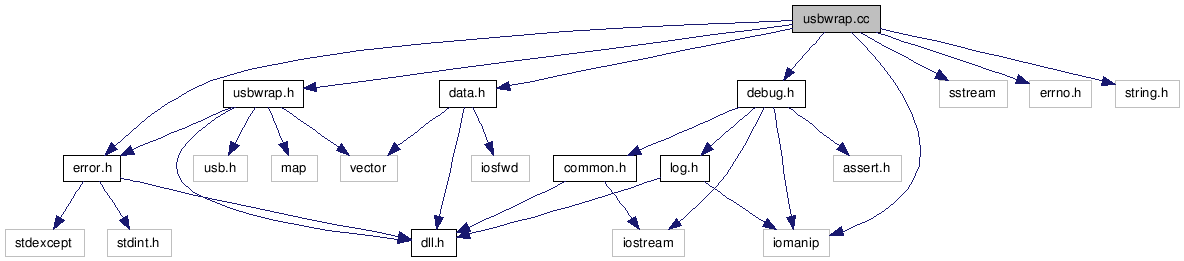 usbwrap.cc
usbwrap.h
data.h
debug.h
sstream
errno.h
string.h
error.h
usb.h
map
vector
iosfwd
common.h
log.h
assert.h
stdexcept
stdint.h
dll.h
iostream
iomanip